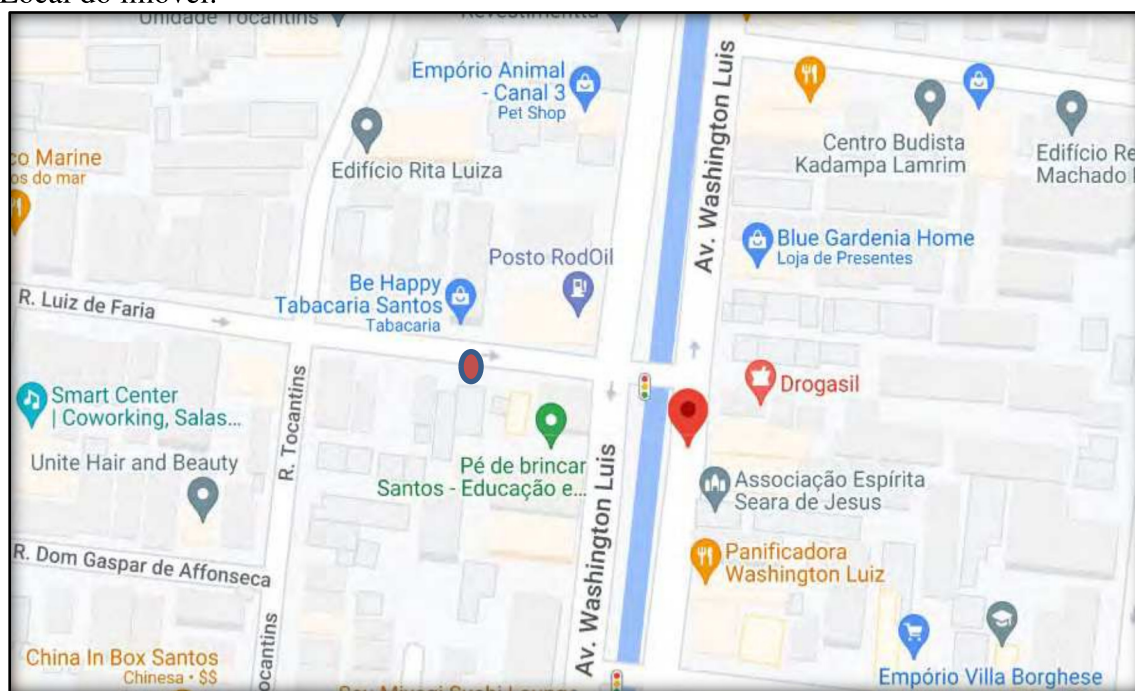 Local do imóvel:
Unidade Tocantins
Revestimentta
Empório Animal
- Canal 3
Pet Shop
Av. Washington Luis
Centro Budista
Kadampa Lamrim
Edifício Re
Machado
co Marine
os do mar
Edifício Rita Luiza
Blue Gardenia Home
Loja de Presentes
Posto RodOil
Be Happy
Tabacaria Santos
Tabacaria
R. Luiz de Faria
Drogasil
Smart Center
| Coworking, Salas...
R. Tocantins
Unite Hair and Beauty
Pé de brincar
Santos - Educação e...
Av. Washington Luis
Associação Espírita
Seara de Jesus
Panificadora
Washington Luiz
R. Dom Gaspar de Affonseca
ocantins
China In Box Santos
Chinesa • $$
Empório Villa Borghese